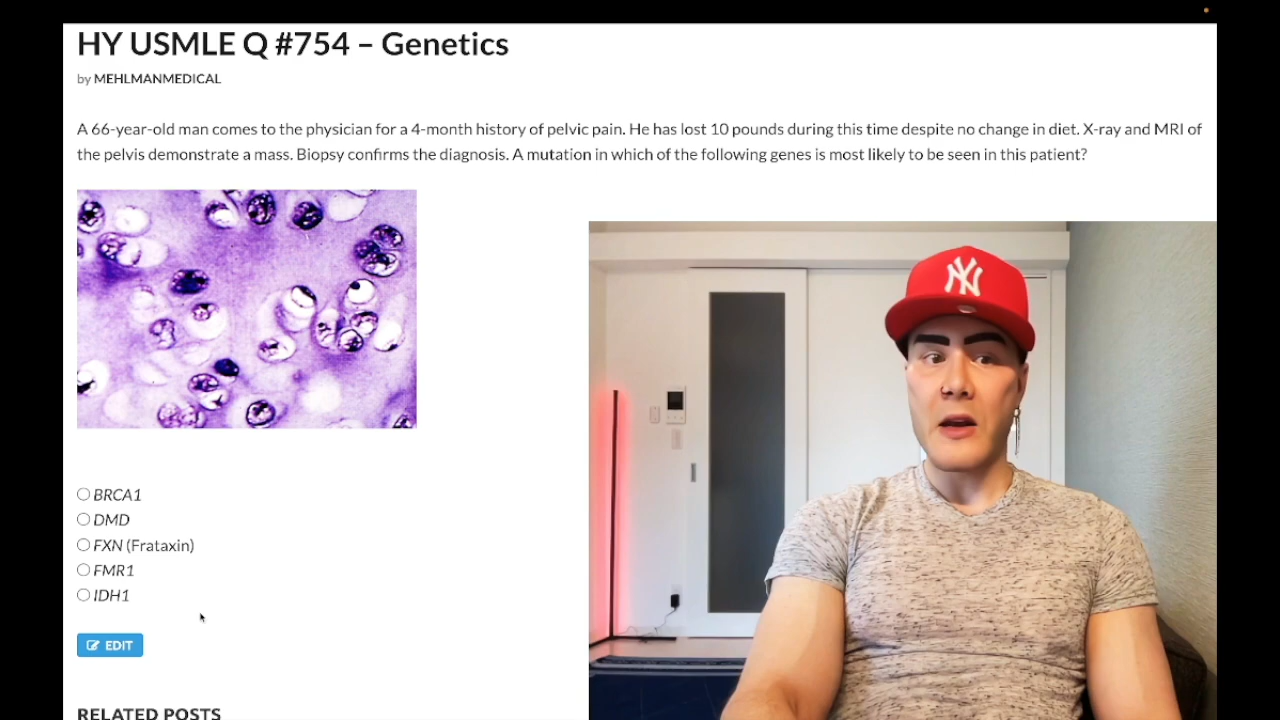 HY USMLE Q #754 – Genetics
by MEHLMANMEDICAL
A 66-year-old man comes to the physician for a 4-month history of pelvic pain. He has lost 10 pounds during this time despite no change in diet. X-ray and MRI of
the pelvis demonstrate a mass. Biopsy confirms the diagnosis. A mutation in which of the following genes is most likely to be seen in this patient?
NY
BRCA1
DMD
FXN (Frataxin)
FMR1
IDH1
EDIT
RELATED POSTS